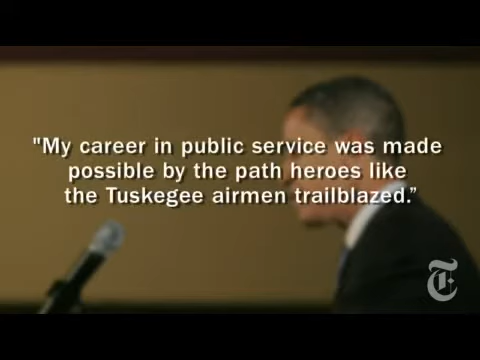 "My career in public service was made
possible by the path heroes like
the Tuskegee airmen trailblazed.”
T